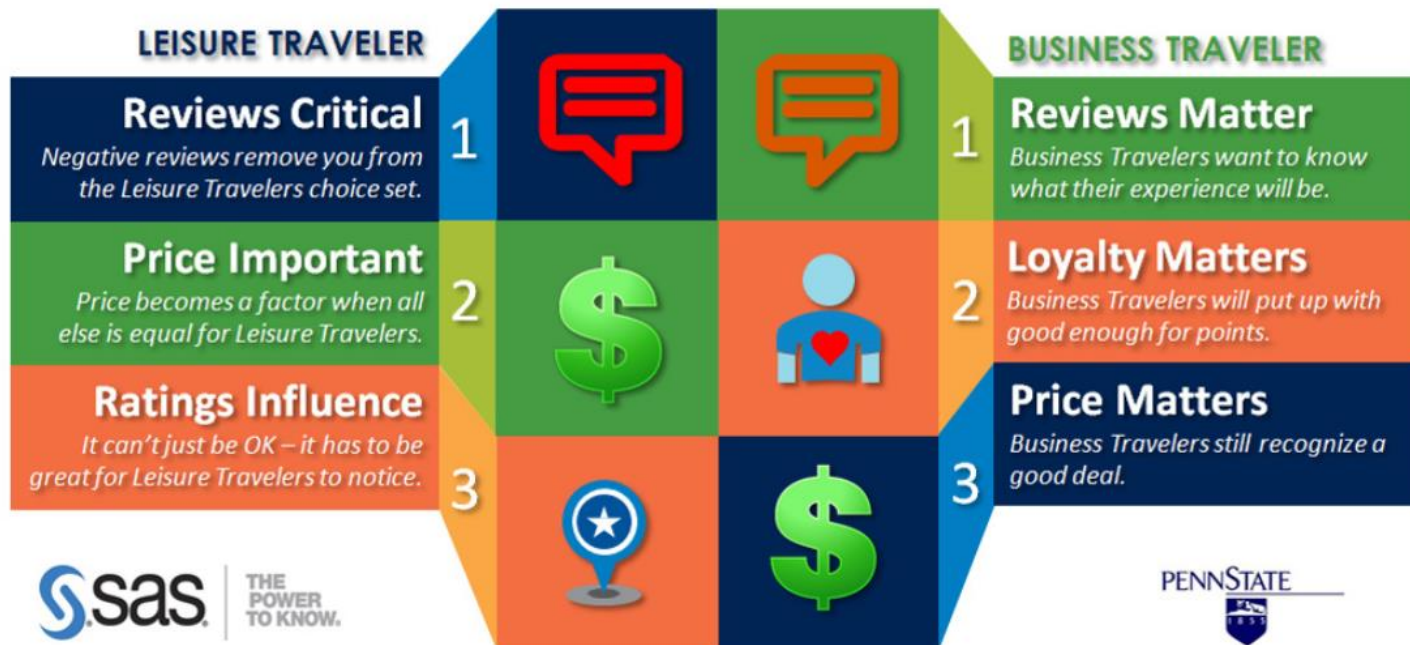 LEISURE TRAVELER
Reviews Critical
Negative reviews remove you from
the Leisure Travelers choice set.
1
Price Important
Price becomes a factor when all
else is equal for Leisure Travelers.
2
Ratings Influence
It can't just be OK – it has to be
great for Leisure Travelers to notice.
3
BUSINESS TRAVELER
1
Reviews Matter
Business Travelers want to know
what their experience will be.
2
Loyalty Matters
Business Travelers will put up with
good enough for points.
3
Price Matters
Business Travelers still recognize a
good deal.
$
$
sas
THE
POWER
TO KNOW.
PENNSTATE
1855